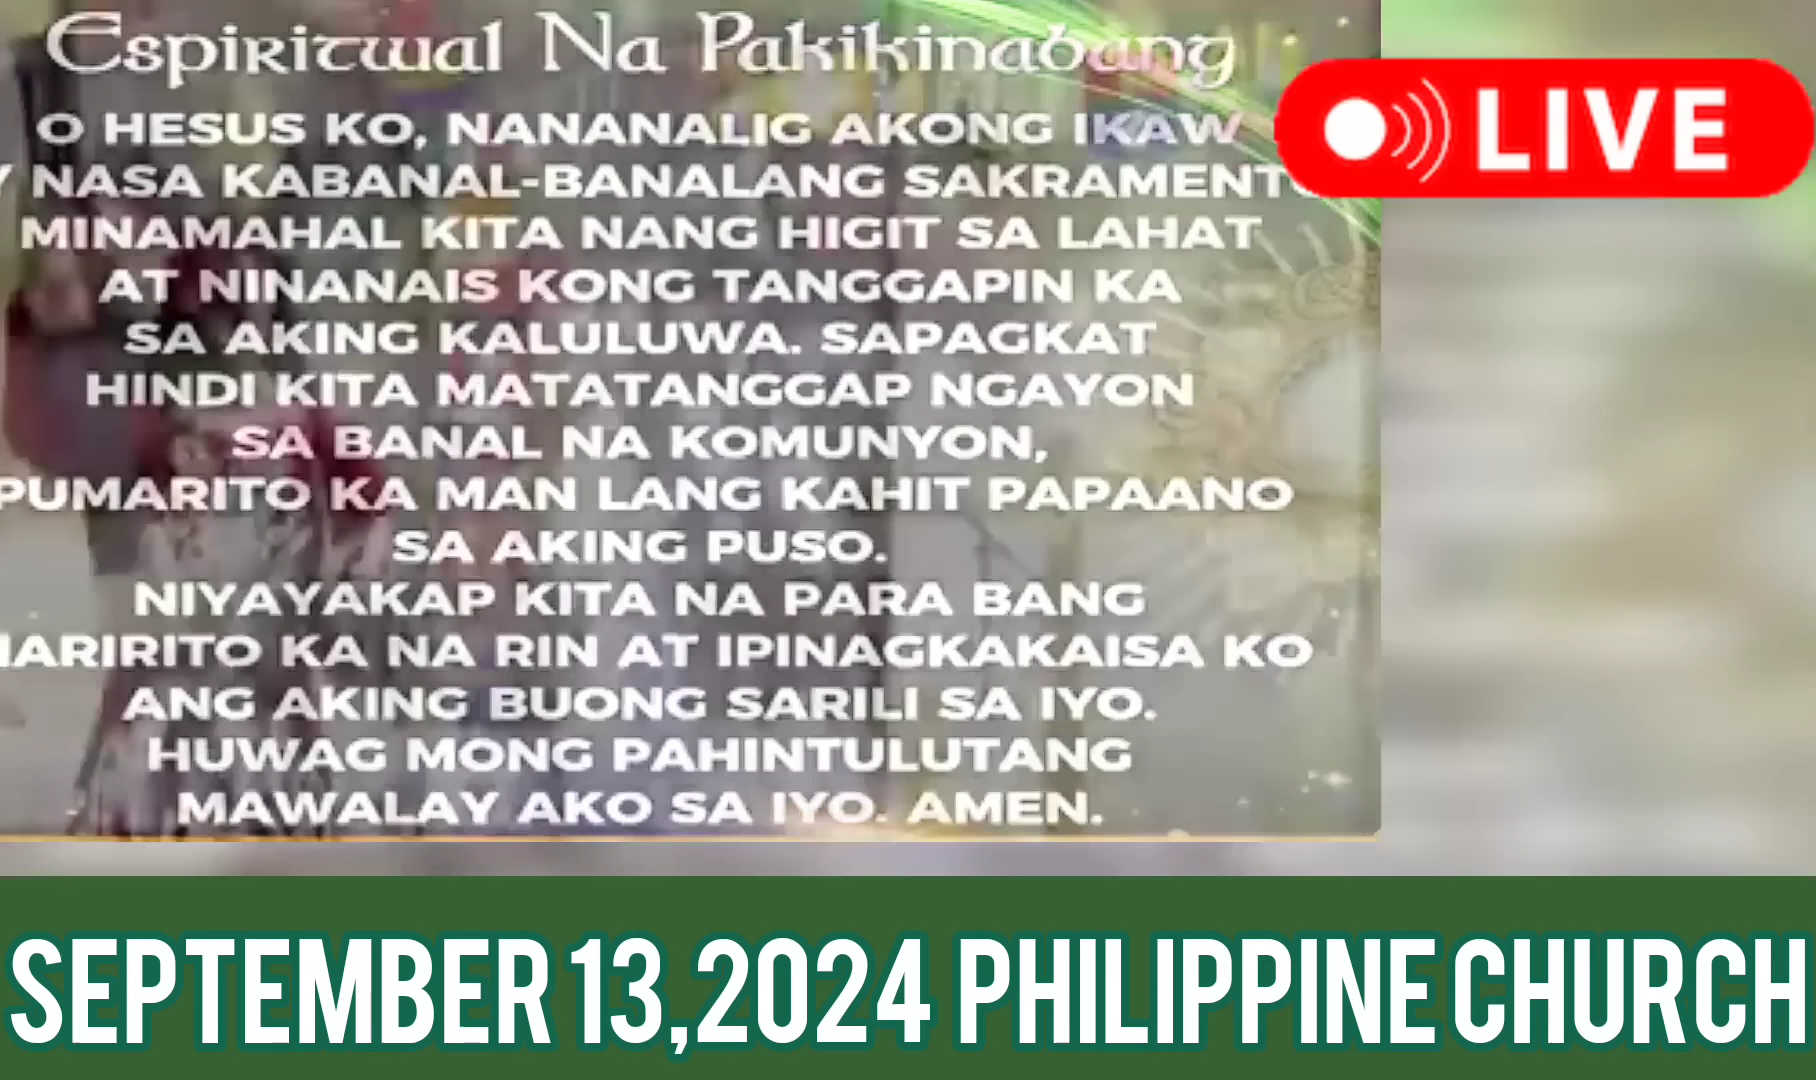 Espiritwal Na Pakikinabang
O HESUS KO, NANANALIG AKONG IKAW
NASA KABANAL-BANALANG SAKRAMENTO
MINAMAHAL KITA NANG HIGIT SA LAHAT
AT NINANAIS KONG TANGGAPIN KA
SA AKING KALULUWA. SAPAGKAT
HINDI KITA MATATANGGAP NGAYON
SA BANAL NA KOMUNYON,
PUMARITO KA MAN LANG KAHIT PAPAANO
SA AKING PUSO.
NIYAYAKAP KITA NA PARA BANG
ARIRITO KA NA RIN AT IPINAGKAKAISA KO
ANG AKING BUONG SARILI SA IYO.
HUWAG MONG PAHINTULUTANG
MAWALAY AKO SA IYO. AMEN.
LIVE
SEPTEMBER 13,2024 PHILIPPINE CHURCH